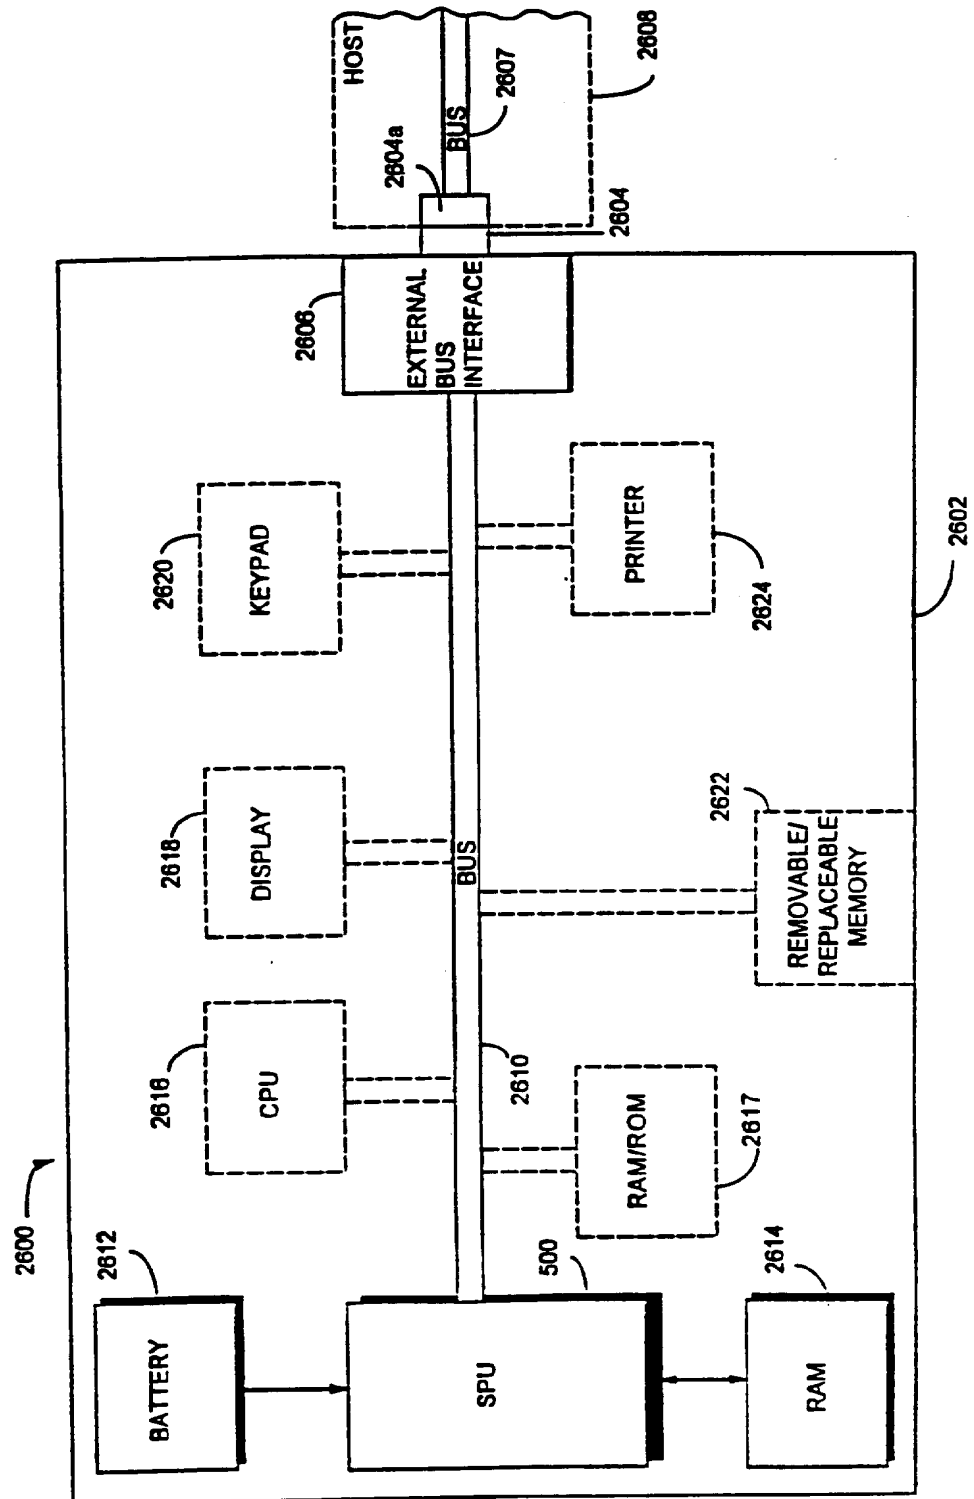 2600
2612
BATTERY
2616
CPU
2618
DISPLAY
2620
KEYPAD
2606
EXTERNAL
BUS
INTERFACE
HOST
2604a
BUS
2607
2604
2608
SPU
500
BUS
2610
RAM/ROM
2617
PRINTER
2624
2622
REMOVABLE/
REPLACEABLE
MEMORY
RAM
2614
2602